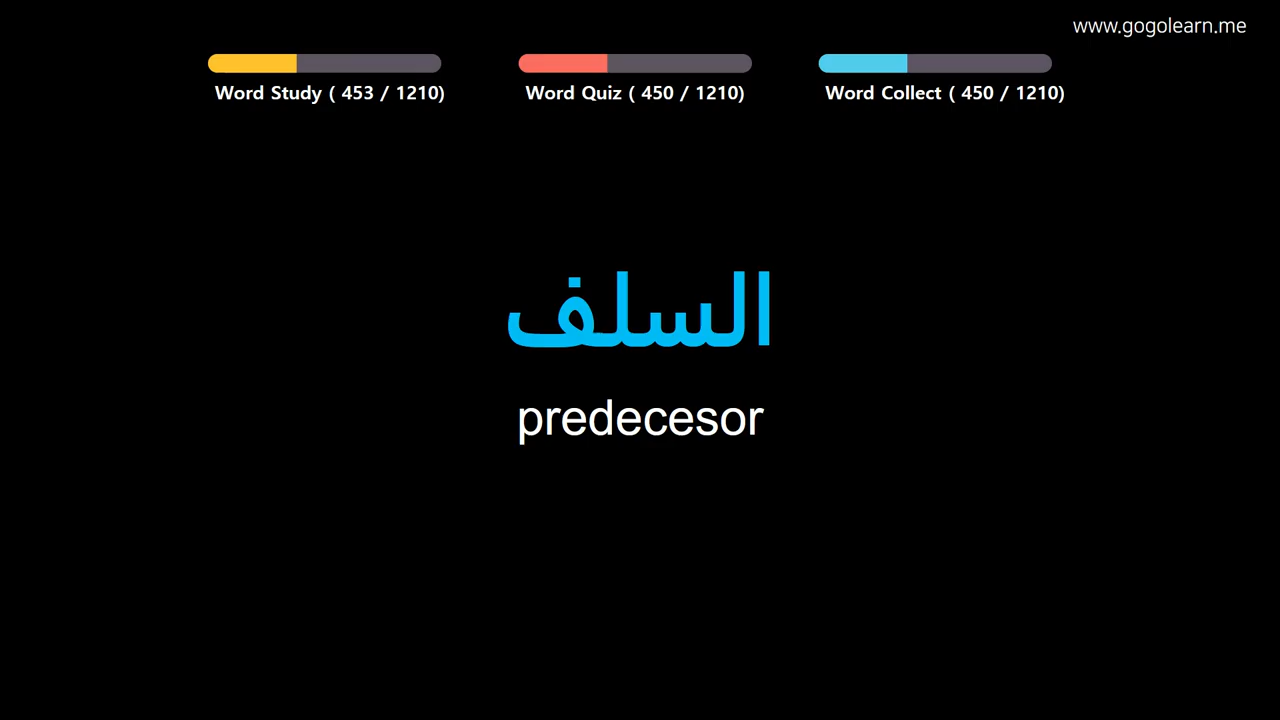 www.gogolearn.me
Word Study ( 453 / 1210)
Word Quiz ( 450 / 1210)
Word Collect ( 450 / 1210)
السلف
predecesor